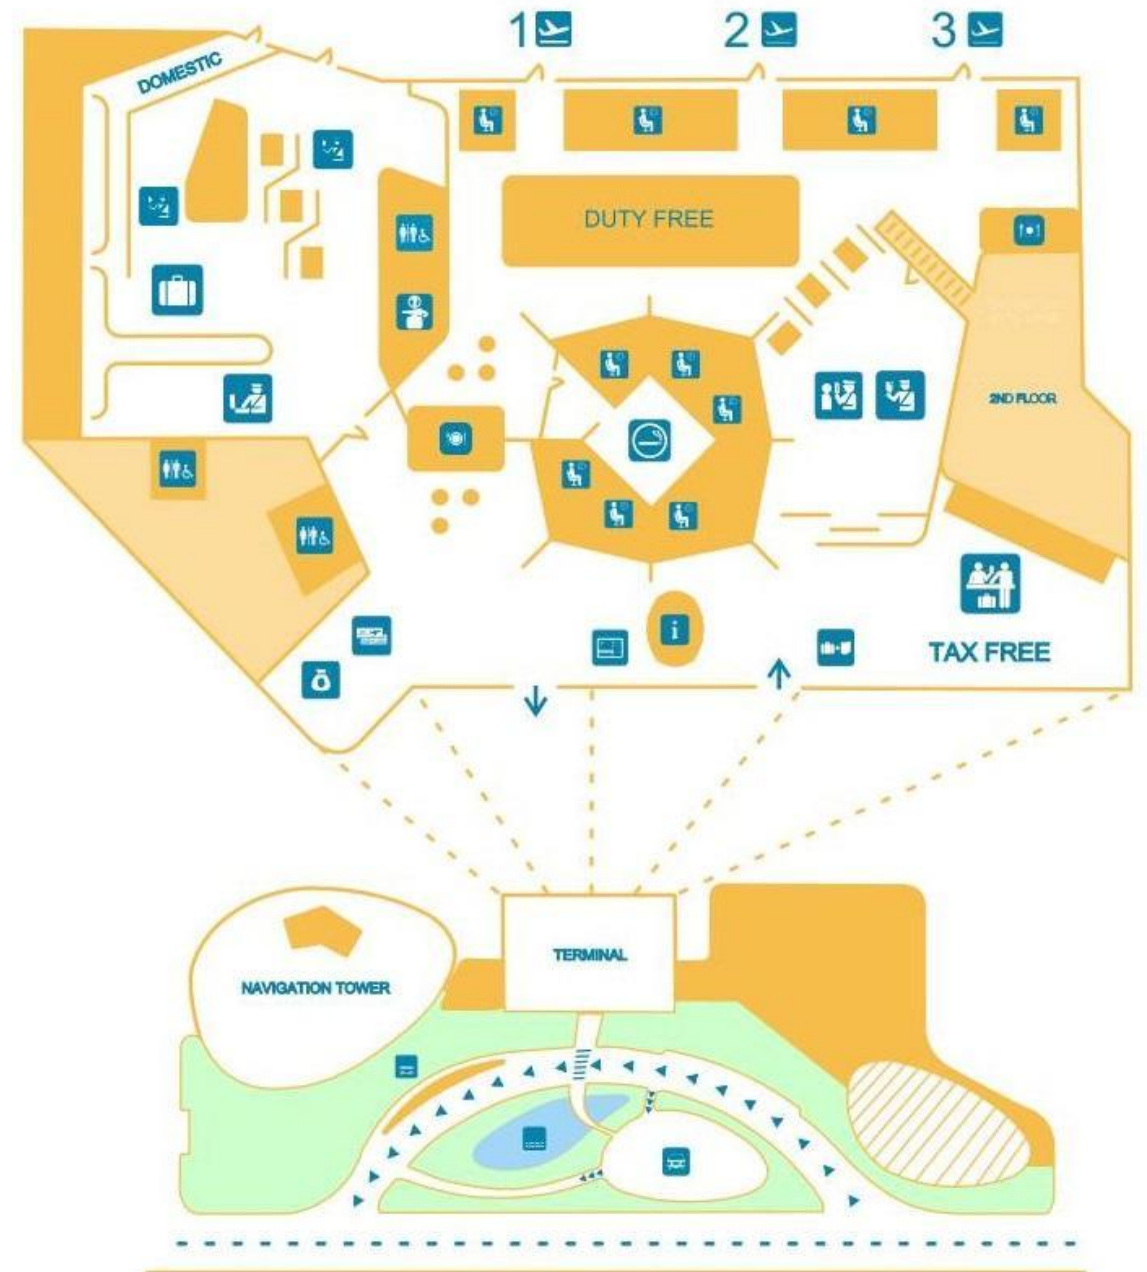 1
2
3
DOMESTIC
DUTY FREE
2ND FLOOR
i
TAX FREE
TERMINAL
NAVIGATION TOWER